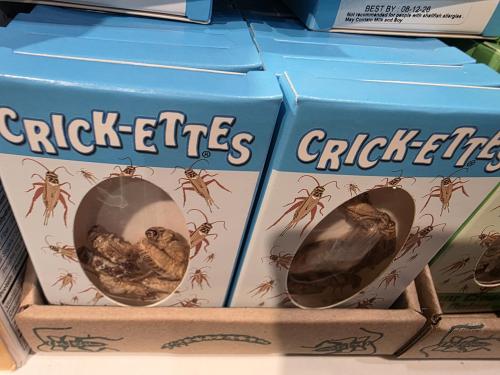 BEST BY : 08-12-26
Not recommended for people with shellfish allergies.
May Contain Milk and Soy
CRICK-ETTES®
CRICK-ETTES